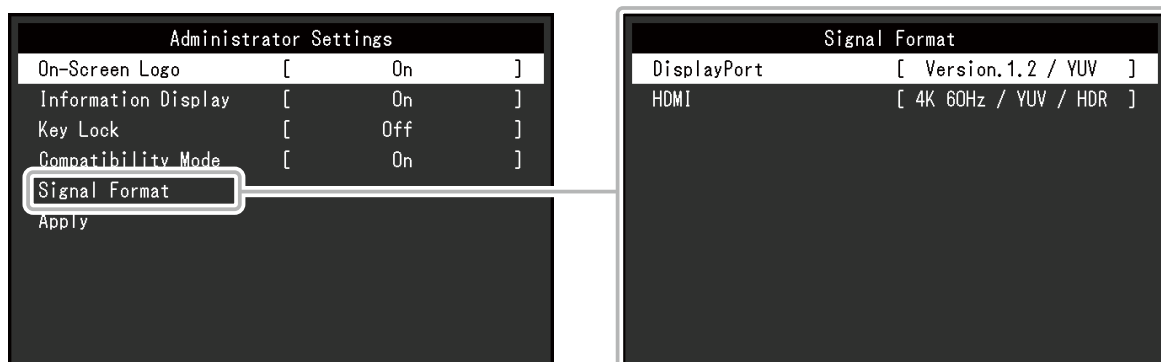 Administrator Settings
On-Screen Logo [ On ]
Information Display [ On ]
Key Lock [ Off ]
Compatibility Mode [ On ]
Signal Format
Apply
Signal Format
DisplayPort [ Version.1.2 / YUV ]
HDMI [ 4K 60Hz / YUV / HDR ]